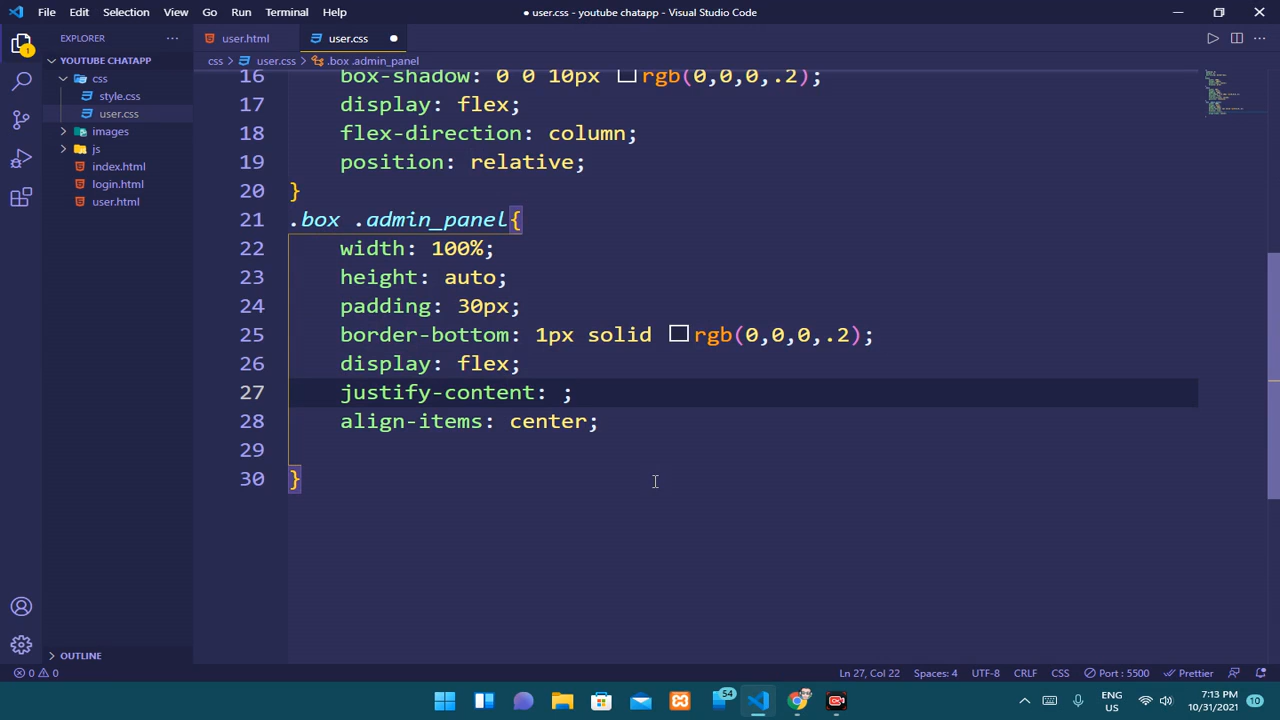 File Edit Selection View Go Run Terminal Help
● user.css - youtube chatapp - Visual Studio Code
EXPLORER
user.html
user.css
YOUTUBE CHATAPP
css > user.css > .box .admin_panel
css
style.css
user.css
images
js
index.html
login.html
user.html
16 box-shadow: 0 0 10px rgb(0,0,0,.2);
17 display: flex;
18 flex-direction: column;
19 position: relative;
20 }
21 .box .admin_panel{
22 width: 100%;
23 height: auto;
24 padding: 30px;
25 border-bottom: 1px solid rgb(0,0,0,.2);
26 display: flex;
27 justify-content: ;
28 align-items: center;
29
30 }
OUTLINE
0 0 Ln 27, Col 22 Spaces: 4 UTF-8 CRLF CSS Port : 5500 Prettier
1
54
ENG
US
7:13 PM
10/31/2021
10